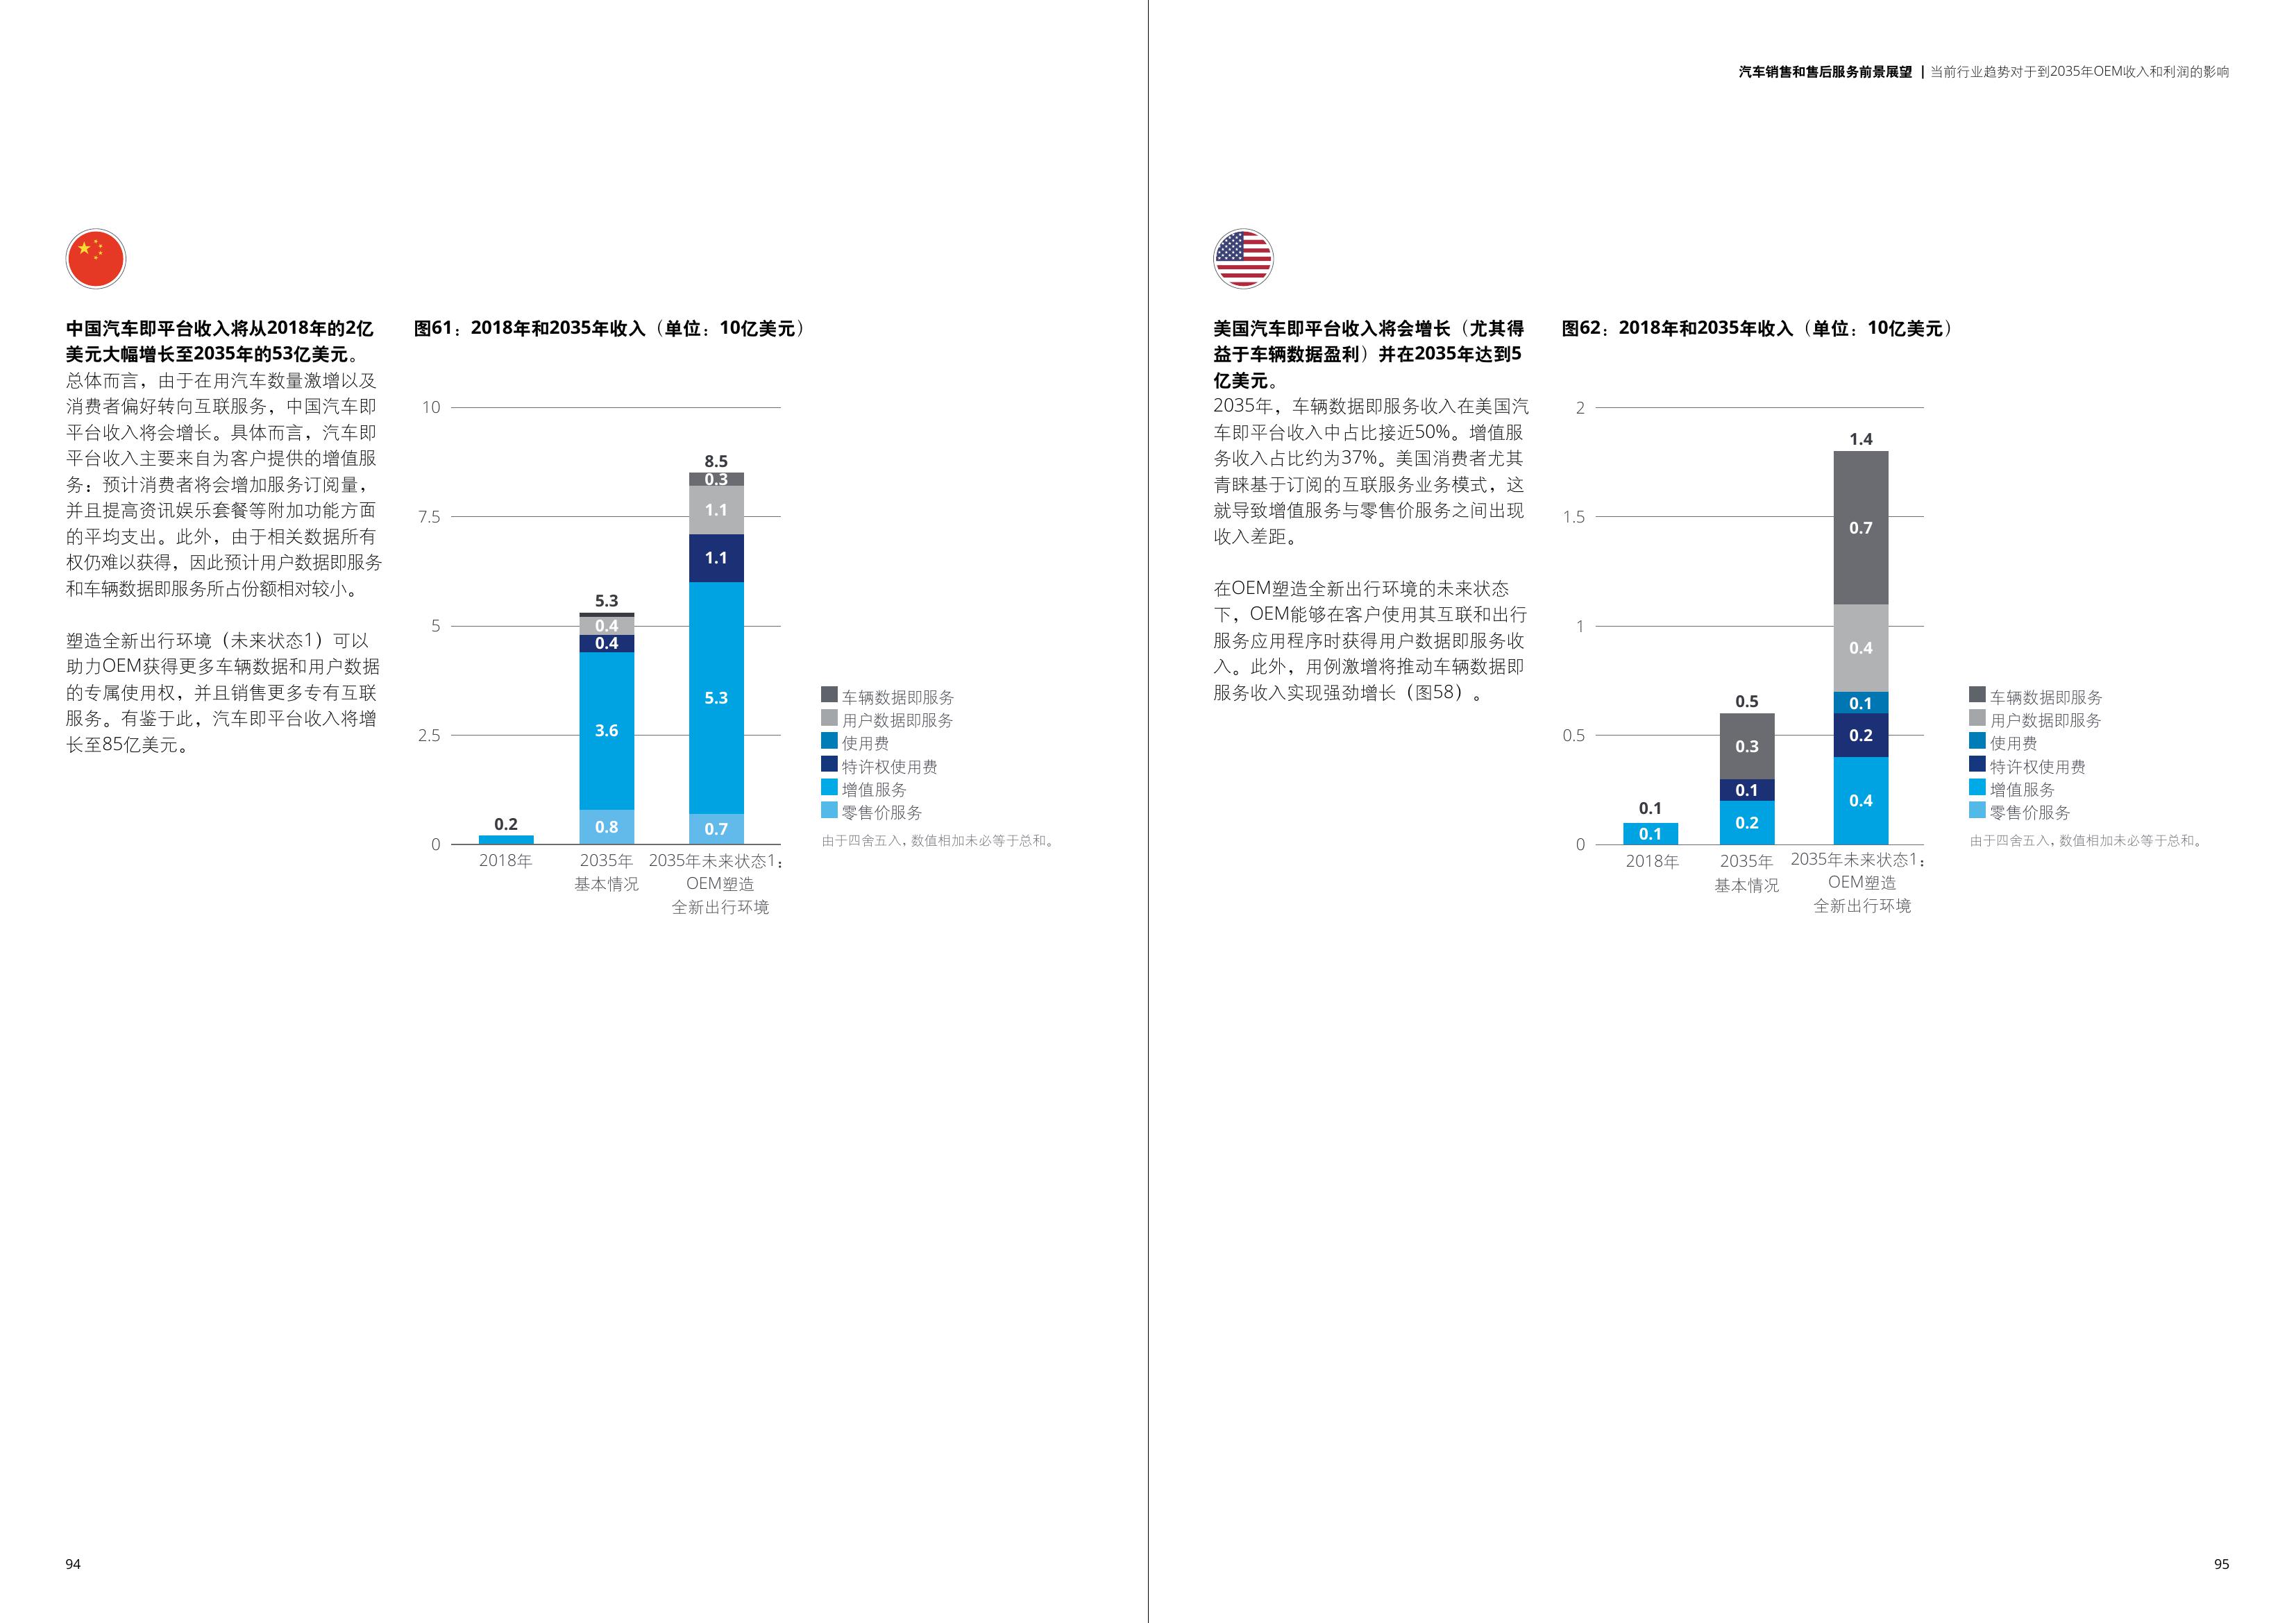 汽车销售和售后服务前景展望 | 当前行业趋势对于到2035年OEM收入和利润的影响
中国汽车即平台收入将从2018年的2亿
美元大幅增长至2035年的53亿美元。
总体而言，由于在用汽车数量激增以及
消费者偏好转向互联服务，中国汽车即
平台收入将会增长。具体而言，汽车即
平台收入主要来自为客户提供的增值服
务：预计消费者将会增加服务订阅量，
并且提高资讯娱乐套餐等附加功能方面
的平均支出。此外，由于相关数据所有
权仍难以获得，因此预计用户数据即服务
和车辆数据即服务所占份额相对较小。
塑造全新出行环境（未来状态1）可以
助力OEM获得更多车辆数据和用户数据
的专属使用权，并且销售更多专有互联
服务。有鉴于此，汽车即平台收入将增
长至85亿美元。
图61：2018年和2035年收入（单位：10亿美元）
10
7.5
5
2.5
0
0.2
5.3
0.4
0.4
3.6
0.8
8.5
0.3
1.1
1.1
5.3
0.7
2018年
2035年
基本情况
2035年未来状态1：
OEM塑造
全新出行环境
车辆数据即服务
用户数据即服务
使用费
特许权使用费
增值服务
零售价服务
由于四舍五入，数值相加未必等于总和。
94
美国汽车即平台收入将会增长（尤其得
益于车辆数据盈利）并在2035年达到5
亿美元。
2035年，车辆数据即服务收入在美国汽
车即平台收入中占比接近50%。增值服
务收入占比约为37%。美国消费者尤其
青睐基于订阅的互联服务业务模式，这
就导致增值服务与零售价服务之间出现
收入差距。
在OEM塑造全新出行环境的未来状态
下，OEM能够在客户使用其互联和出行
服务应用程序时获得用户数据即服务收
入。此外，用例激增将推动车辆数据即
服务收入实现强劲增长（图58）。
图62：2018年和2035年收入（单位：10亿美元）
2
1.5
1
0.5
0
0.1
0.1
0.5
0.3
0.1
0.2
1.4
0.7
0.4
0.1
0.2
0.4
2018年
2035年
基本情况
2035年未来状态1：
OEM塑造
全新出行环境
车辆数据即服务
用户数据即服务
使用费
特许权使用费
增值服务
零售价服务
由于四舍五入，数值相加未必等于总和。
95